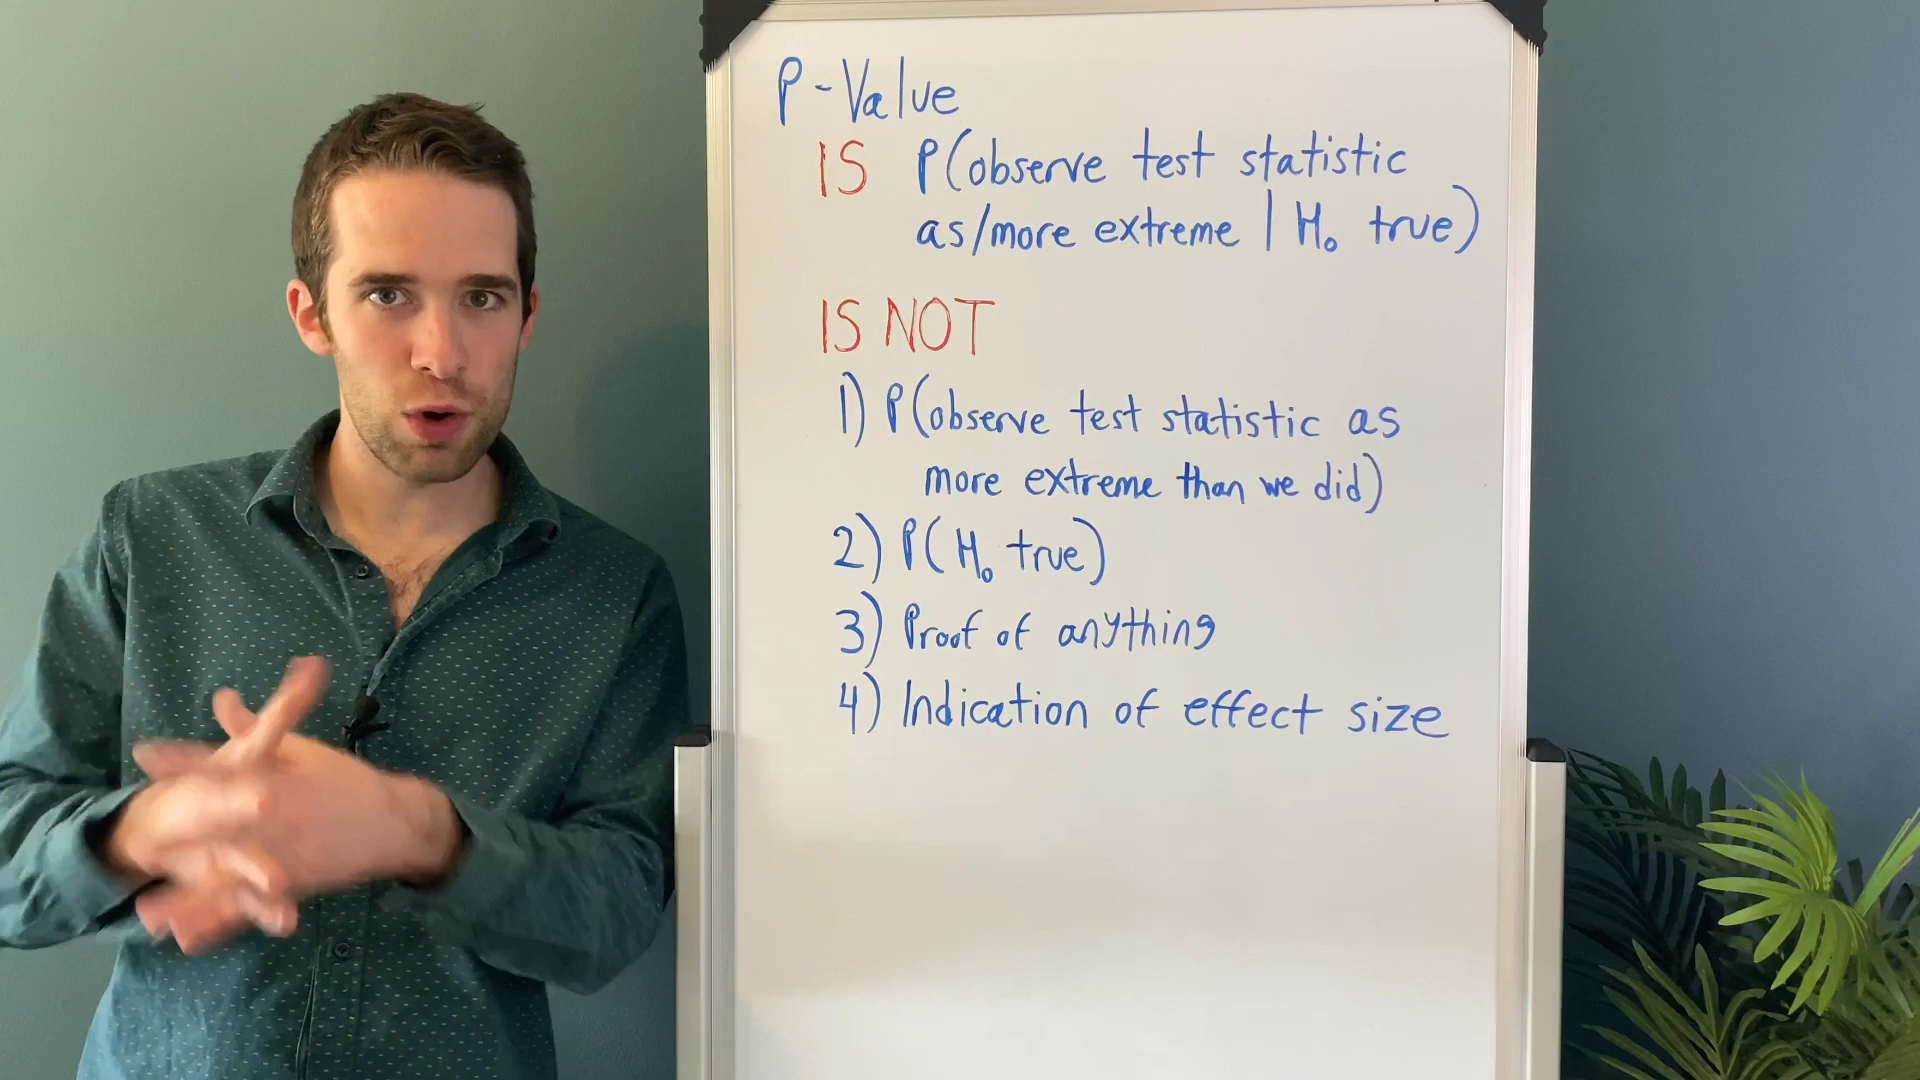 P-Value
IS P(observe test statistic
as/more extreme | H₀ true)
IS NOT
1) P(observe test statistic as
more extreme than we did)
2) P(H₀ true)
3) Proof of anything
4) Indication of effect size